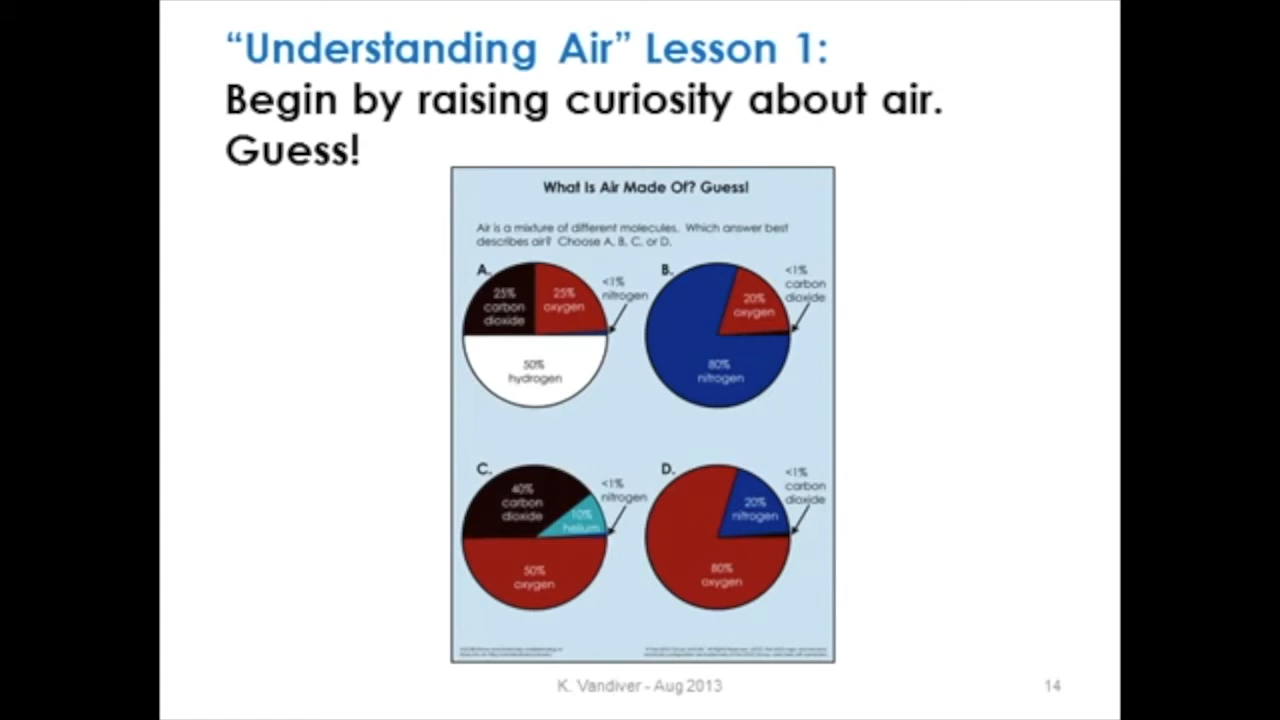 “Understanding Air” Lesson 1:
Begin by raising curiosity about air.
Guess!
What Is Air Made Of? Guess!
Air is a mixture of different molecules. Which answer best
describes air? Choose A, B, C, or D.
A.
25%
carbon
dioxide
25%
oxygen
<1%
nitrogen
50%
hydrogen
B.
20%
oxygen
<1%
carbon
dioxide
80%
nitrogen
C.
40%
carbon
dioxide
10%
helium
<1%
nitrogen
50%
oxygen
D.
20%
nitrogen
<1%
carbon
dioxide
80%
oxygen
K. Vandiver - Aug 2013
14